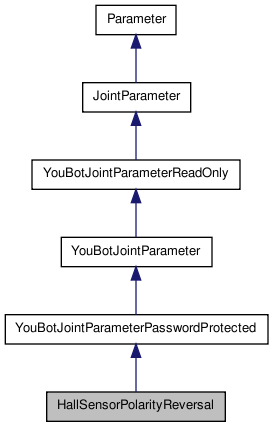 Parameter
JointParameter
YouBotJointParameterReadOnly
YouBotJointParameter
YouBotJointParameterPasswordProtected
HallSensorPolarityReversal